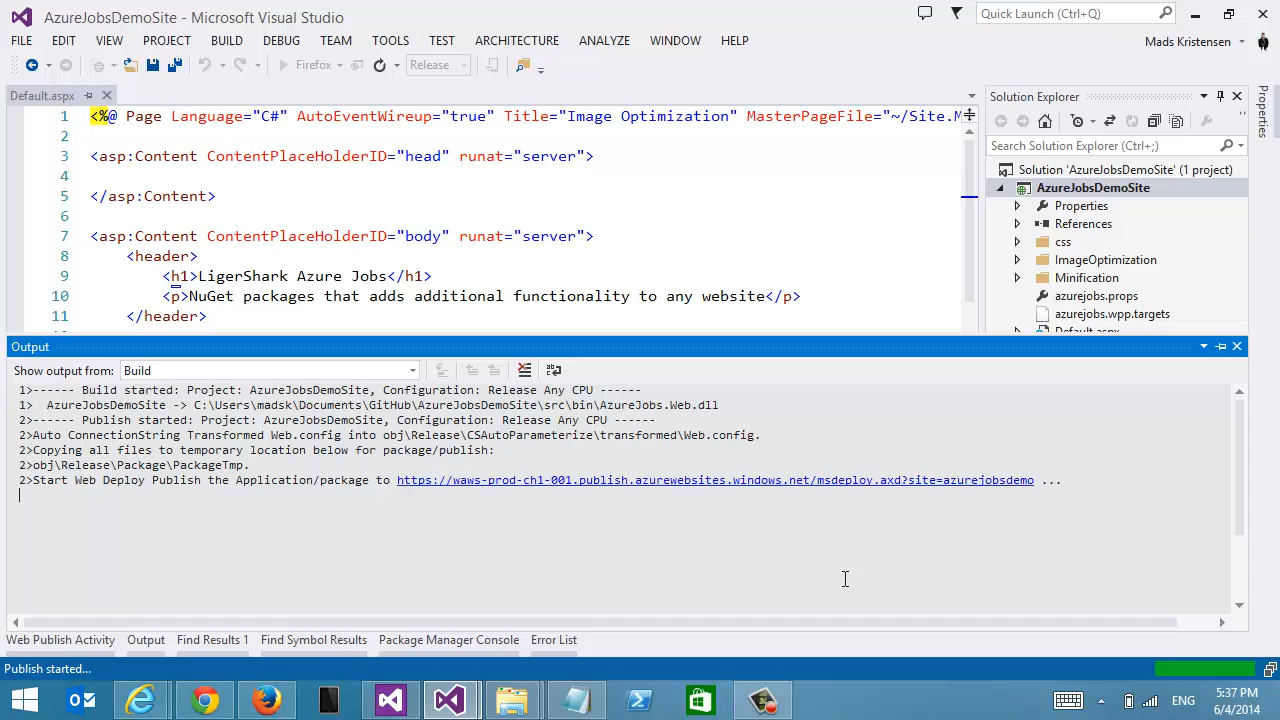 AzureJobsDemoSite - Microsoft Visual Studio
Quick Launch (Ctrl+Q)
FILE EDIT VIEW PROJECT BUILD DEBUG TEAM TOOLS TEST ARCHITECTURE ANALYZE WINDOW HELP
Mads Kristensen
Firefox
Release
Default.aspx
1 <%@ Page Language="C#" AutoEventWireup="true" Title="Image Optimization" MasterPageFile="~/Site.M
2
3 <asp:Content ContentPlaceHolderID="head" runat="server">
4
5 </asp:Content>
6
7 <asp:Content ContentPlaceHolderID="body" runat="server">
8 <header>
9 <h1>LigerShark Azure Jobs</h1>
10 <p>NuGet packages that adds additional functionality to any website</p>
11 </header>
Solution Explorer
Search Solution Explorer (Ctrl+;)
Solution 'AzureJobsDemoSite' (1 project)
AzureJobsDemoSite
Properties
References
css
ImageOptimization
Minification
azurejobs.props
azurejobs.wpp.targets
Default.aspx
Properties
Output
Show output from: Build
1>------ Build started: Project: AzureJobsDemoSite, Configuration: Release Any CPU ------
1>  AzureJobsDemoSite -> C:\Users\madsk\Documents\GitHub\AzureJobsDemoSite\src\bin\AzureJobs.Web.dll
2>------ Publish started: Project: AzureJobsDemoSite, Configuration: Release Any CPU ------
2>Auto ConnectionString Transformed Web.config into obj\Release\CSAutoParameterize\transformed\Web.config.
2>Copying all files to temporary location below for package/publish:
2>obj\Release\Package\PackageTmp.
2>Start Web Deploy Publish the Application/package to https://waws-prod-ch1-001.publish.azurewebsites.windows.net/msdeploy.axd?site=azurejobsdemo ...
Web Publish Activity Output Find Results 1 Find Symbol Results Package Manager Console Error List
Publish started...
ENG
5:37 PM
6/4/2014